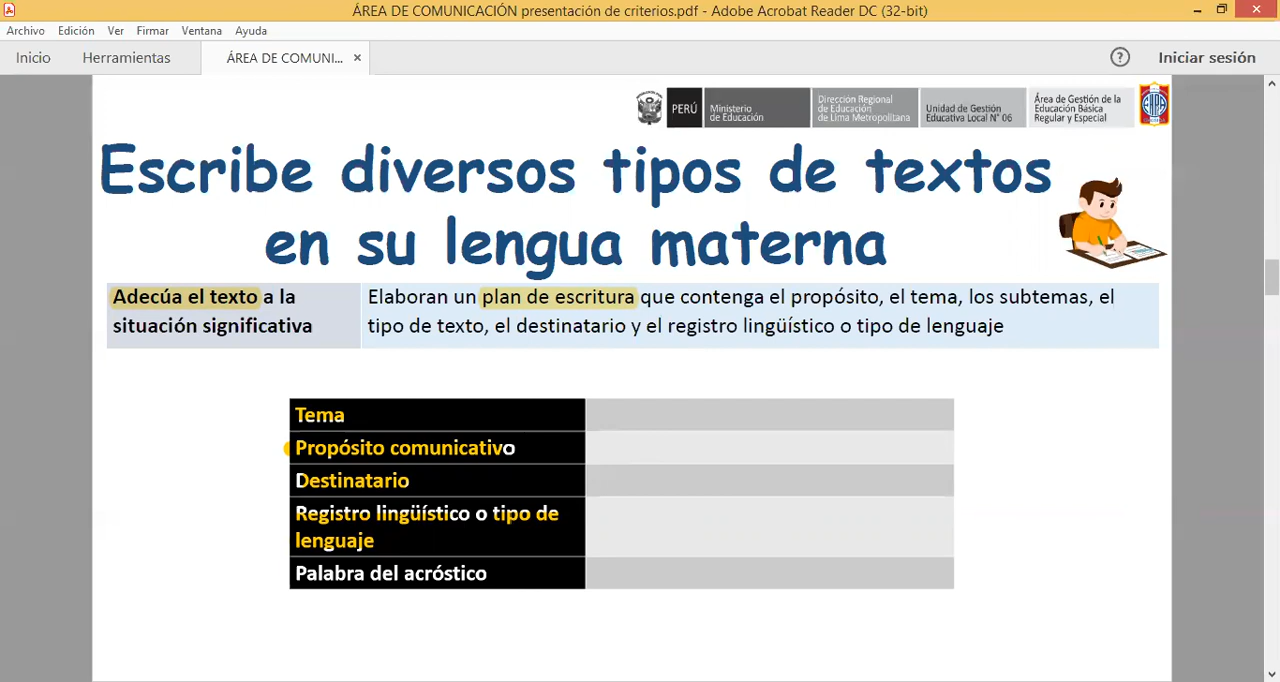 ÁREA DE COMUNICACIÓN presentación de criterios.pdf - Adobe Acrobat Reader DC (32-bit)
Archivo Edición Ver Firmar Ventana Ayuda
Inicio Herramientas ÁREA DE COMUNI... × ? Iniciar sesión
PERÚ
Ministerio
de Educación
Dirección Regional
de Educación
de Lima Metropolitana
Unidad de Gestión
Educativa Local N° 06
Área de Gestión de la
Educación Básica
Regular y Especial
Escribe diversos tipos de textos
en su lengua materna
Adecúa el texto a la
situación significativa
Elaboran un plan de escritura que contenga el propósito, el tema, los subtemas, el
tipo de texto, el destinatario y el registro lingüístico o tipo de lenguaje
Tema
Propósito comunicativo
Destinatario
Registro lingüístico o tipo de
lenguaje
Palabra del acróstico